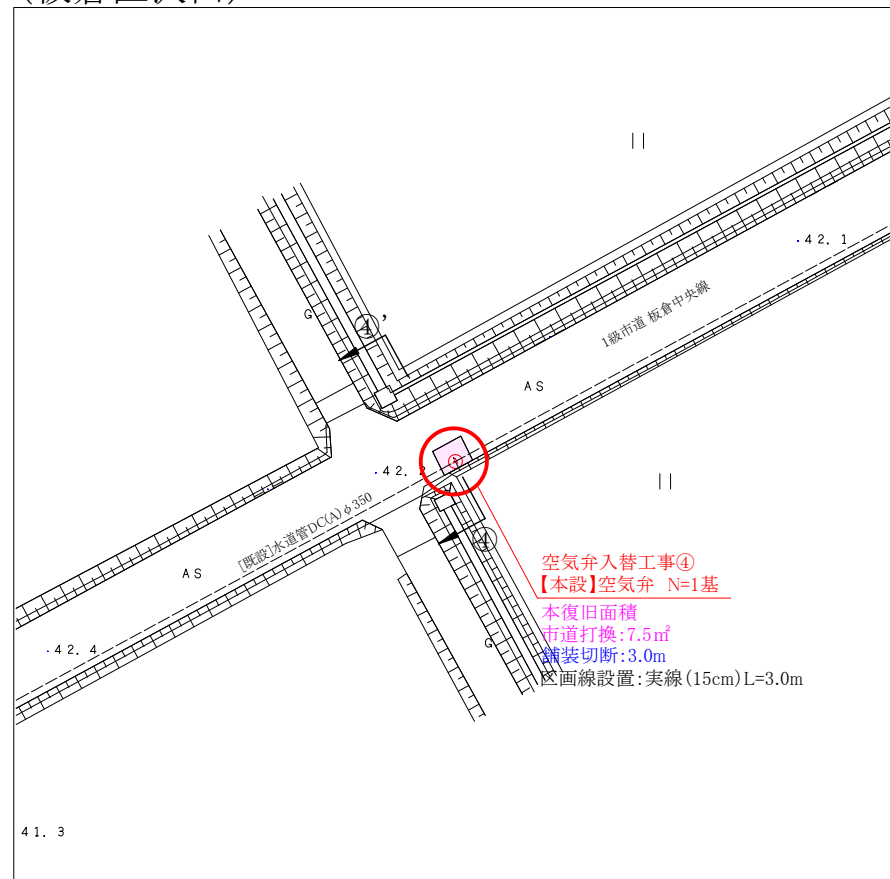 42.1
④'
G
1級市道 板倉中央線
AS
42.2
[既設]水道管DC(A)φ350
④
空気弁入替工事④
【本設】空気弁 N=1基
AS
本復旧面積
市道打換:7.5㎡
G
舗装切断:3.0m
42.4
区画線設置:実線(15cm)L=3.0m
41.3